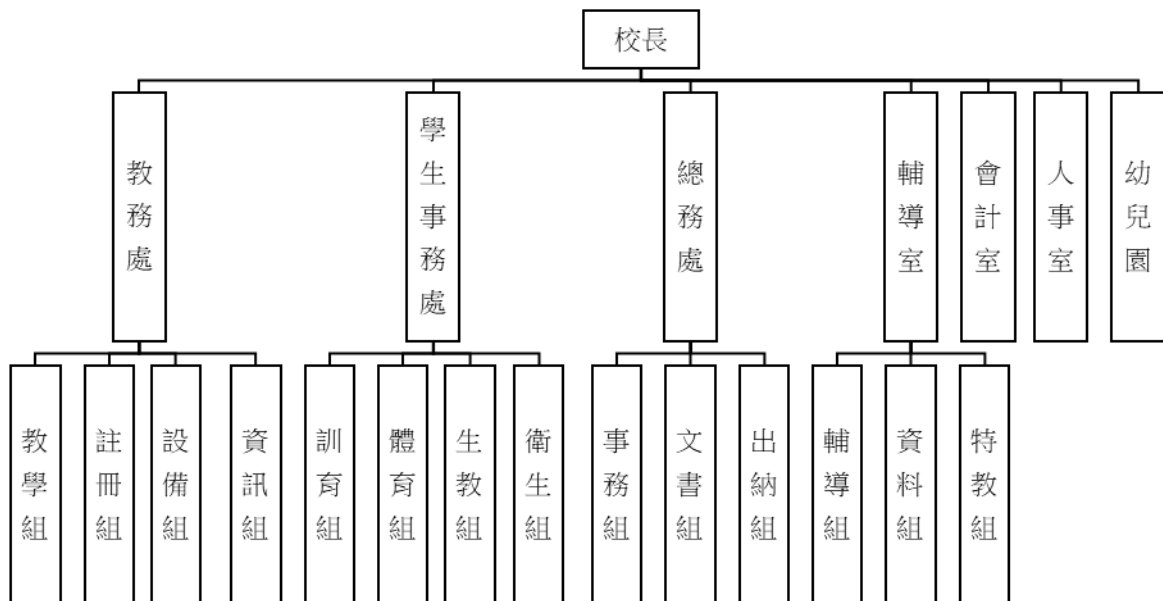 校長
教務處
學生事務處
總務處
輔導室
會計室
人事室
幼兒園
教學組
註冊組
設備組
資訊組
訓育組
體育組
生教組
衛生組
事務組
文書組
出納組
輔導組
資料組
特教組